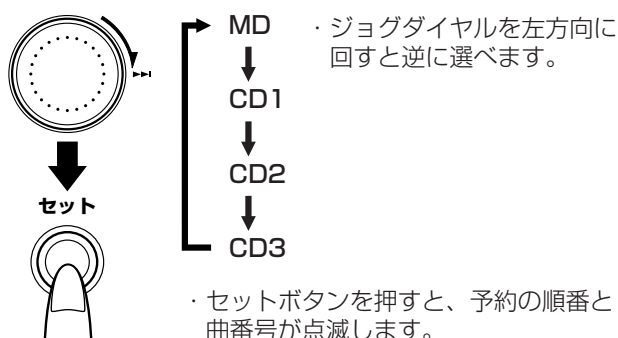 MD
・ジョグダイヤルを左方向に
回すと逆に選べます。
CD1
CD2
セット
CD3
・セットボタンを押すと、予約の順番と
曲番号が点滅します。